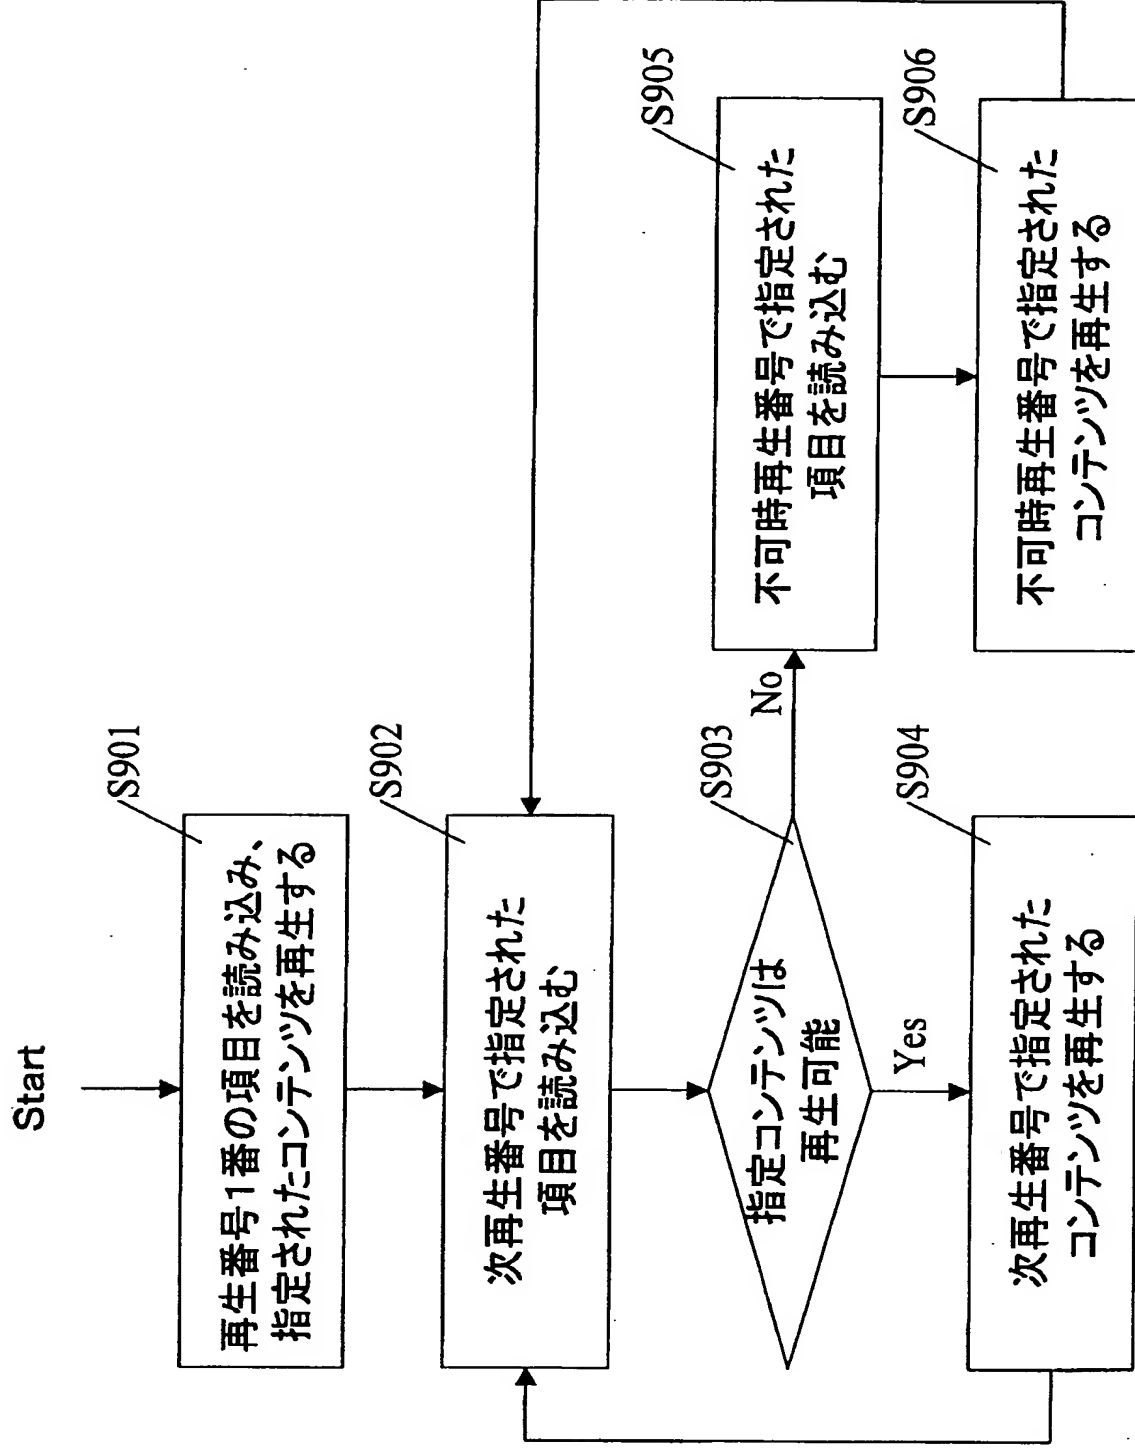 Start
S901
再生番号1番の項目を読み込み、
指定されたコンテンツを再生する
S902
次再生番号で指定された
項目を読み込む
S903
指定コンテンツは
再生可能
No
Yes
S904
次再生番号で指定された
コンテンツを再生する
S905
不可時再生番号で指定された
項目を読み込む
S906
不可時再生番号で指定された
コンテンツを再生する